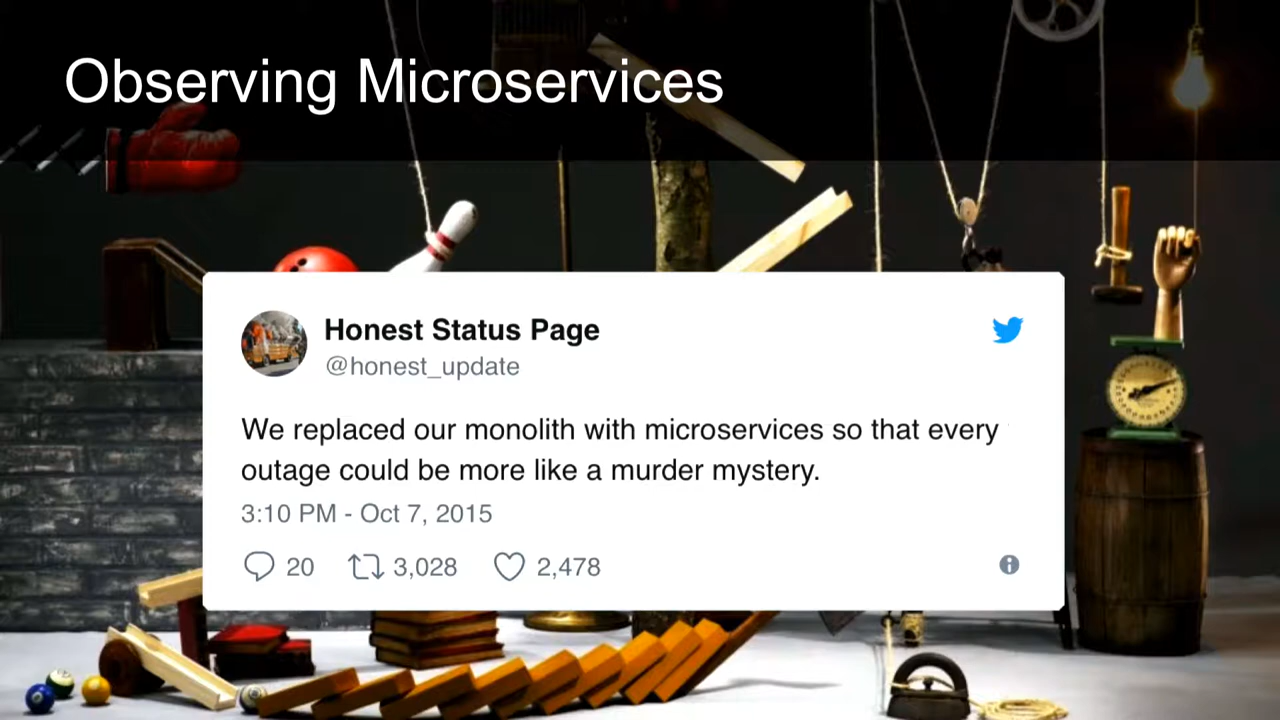 Observing Microservices
Honest Status Page
@honest_update
We replaced our monolith with microservices so that every
outage could be more like a murder mystery.
3:10 PM - Oct 7, 2015
20 3,028 2,478